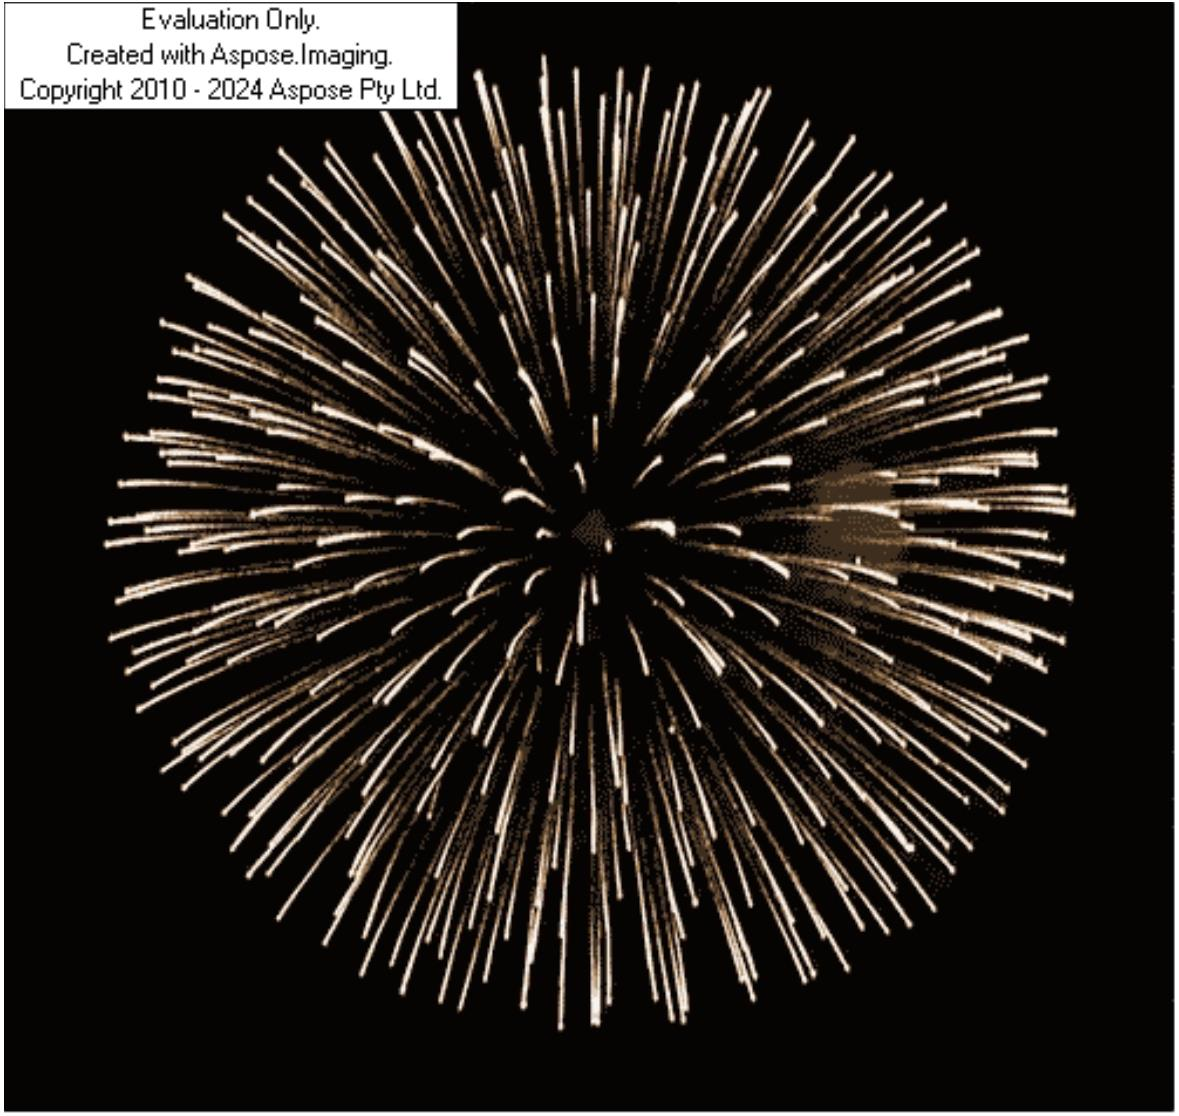 Evaluation Only.
Created with Aspose.Imaging.
Copyright 2010 - 2024 Aspose Pty Ltd.